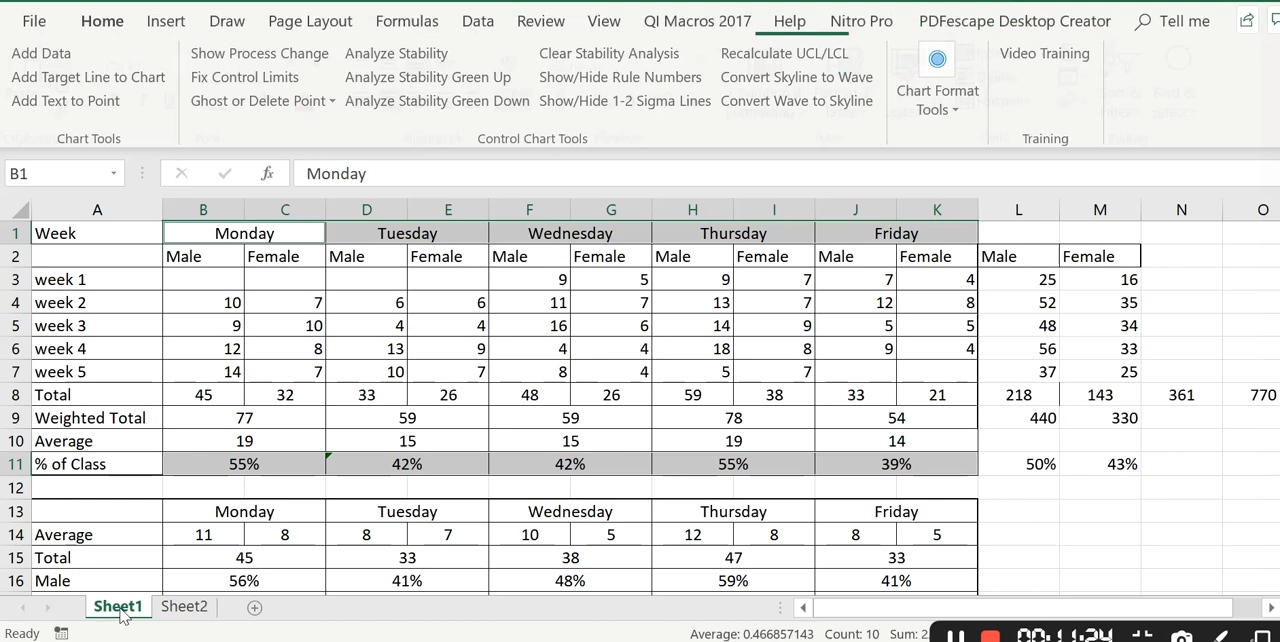 File Home Insert Draw Page Layout Formulas Data Review View QI Macros 2017 Help Nitro Pro PDFescape Desktop Creator Tell me
Add Data Show Process Change Analyze Stability Clear Stability Analysis Recalculate UCL/LCL Video Training
Add Target Line to Chart Fix Control Limits Analyze Stability Green Up Show/Hide Rule Numbers Convert Skyline to Wave
Add Text to Point Ghost or Delete Point Analyze Stability Green Down Show/Hide 1-2 Sigma Lines Convert Wave to Skyline
Chart Format
Tools
Chart Tools Control Chart Tools Training
B1 fx Monday
A B C D E F G H I J K L M N O
1 Week Monday Tuesday Wednesday Thursday Friday
2 Male Female Male Female Male Female Male Female Male Female Male Female
3 week 1 9 5 9 7 7 4 25 16
4 week 2 10 7 6 6 11 7 13 7 12 8 52 35
5 week 3 9 10 4 4 16 6 14 9 5 5 48 34
6 week 4 12 8 13 9 4 4 18 8 9 4 56 33
7 week 5 14 7 10 7 8 4 5 7 37 25
8 Total 45 32 33 26 48 26 59 38 33 21 218 143 361 770
9 Weighted Total 77 59 59 78 54 440 330
10 Average 19 15 15 19 14
11 % of Class 55% 42% 42% 55% 39% 50% 43%
12
13 Monday Tuesday Wednesday Thursday Friday
14 Average 11 8 8 7 10 5 12 8 8 5
15 Total 45 33 38 47 33
16 Male 56% 41% 48% 59% 41%
Sheet1 Sheet2
Ready Average: 0.466857143 Count: 10 Sum: 2. 00:11:24